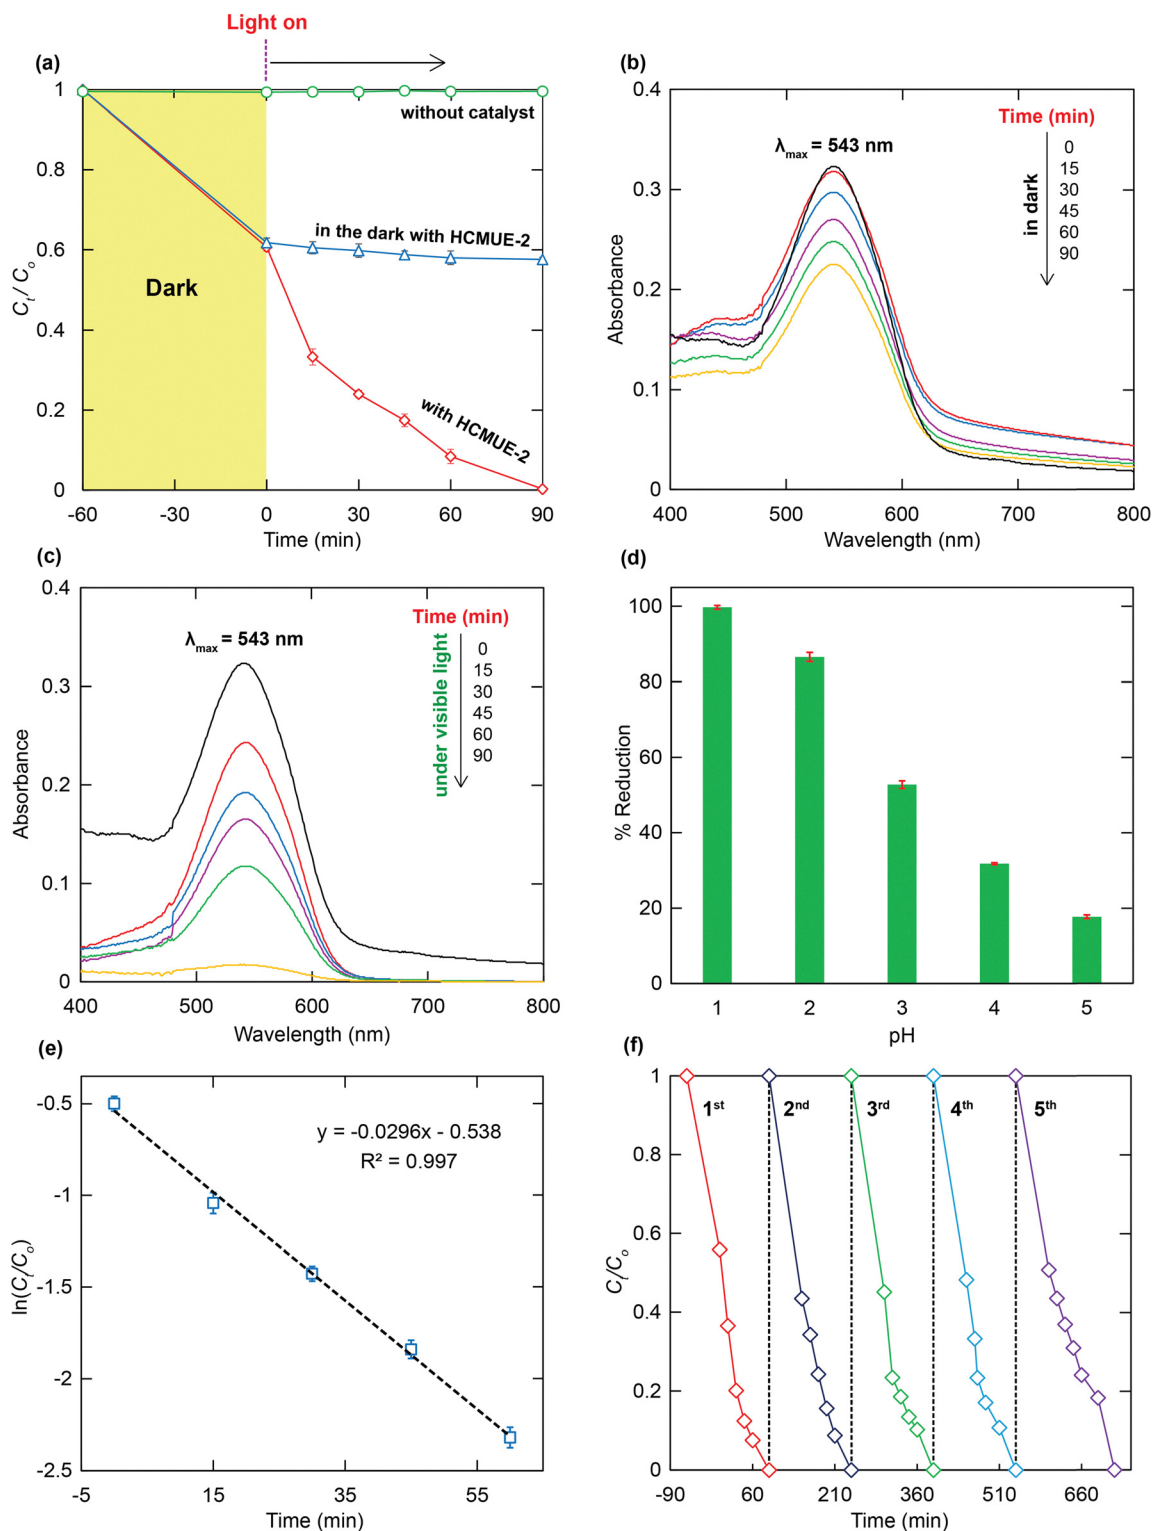 Light on
(a)
1
0.8
0.6
0.4
0.2
0
Ct/ Co
without catalyst
in the dark with HCMUE-2
Dark
with HCMUE-2
-60 -30 0 30 60 90
Time (min)
(b)
0.4
0.3
0.2
0.1
0
Absorbance
λmax = 543 nm
Time (min)
in dark
0
15
30
45
60
90
400 500 600 700 800
Wavelength (nm)
(c)
0.4
0.3
0.2
0.1
0
Absorbance
λmax = 543 nm
Time (min)
under visible light
0
15
30
45
60
90
400 500 600 700 800
Wavelength (nm)
(d)
100
80
60
40
20
0
% Reduction
1 2 3 4 5
pH
(e)
-0.5
-1
-1.5
-2
-2.5
ln(Ct/Co)
y = -0.0296x - 0.538
R² = 0.997
-5 15 35 55
Time (min)
(f)
1
0.8
0.6
0.4
0.2
0
Ct/Co
1st 2nd 3rd 4th 5th
-90 60 210 360 510 660
Time (min)